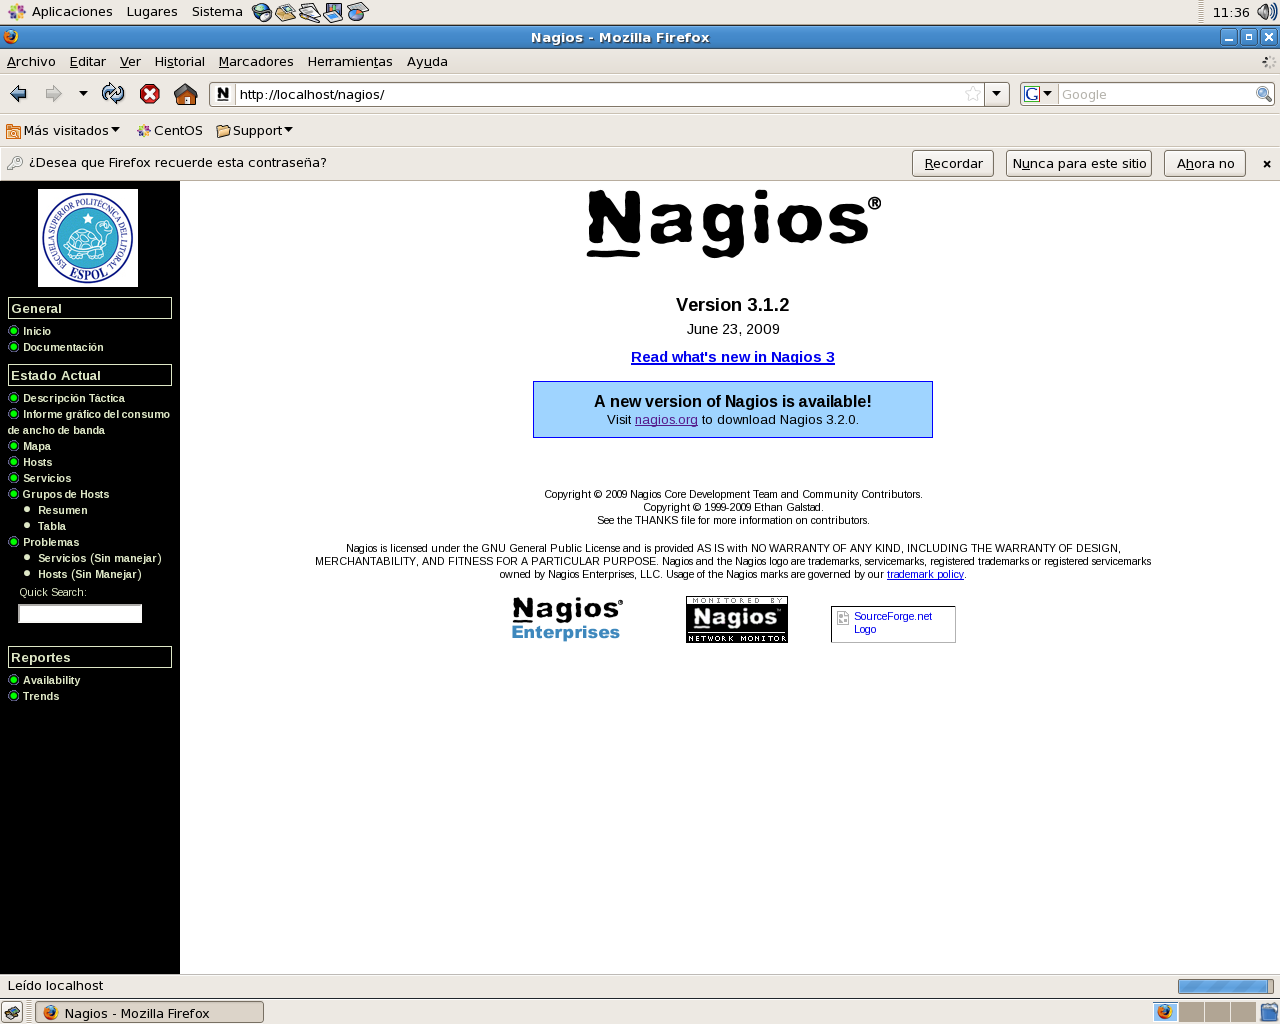 Aplicaciones Lugares Sistema 11:36
Nagios - Mozilla Firefox
Archivo Editar Ver Historial Marcadores Herramientas Ayuda
http://localhost/nagios/ Google
Más visitados CentOS Support
¿Desea que Firefox recuerde esta contraseña? Recordar Nunca para este sitio Ahora no
ESCUELA SUPERIOR POLITÉCNICA DEL LITORAL
ESPOL
General
Inicio
Documentación
Estado Actual
Descripción Táctica
Informe gráfico del consumo
de ancho de banda
Mapa
Hosts
Servicios
Grupos de Hosts
Resumen
Tabla
Problemas
Servicios (Sin manejar)
Hosts (Sin Manejar)
Quick Search:
Reportes
Availability
Trends
Nagios®
Version 3.1.2
June 23, 2009
Read what's new in Nagios 3
A new version of Nagios is available!
Visit nagios.org to download Nagios 3.2.0.
Copyright © 2009 Nagios Core Development Team and Community Contributors.
Copyright © 1999-2009 Ethan Galstad.
See the THANKS file for more information on contributors.
Nagios is licensed under the GNU General Public License and is provided AS IS with NO WARRANTY OF ANY KIND, INCLUDING THE WARRANTY OF DESIGN,
MERCHANTABILITY, AND FITNESS FOR A PARTICULAR PURPOSE. Nagios and the Nagios logo are trademarks, servicemarks, registered trademarks or registered servicemarks
owned by Nagios Enterprises, LLC. Usage of the Nagios marks are governed by our trademark policy.
Nagios®
Enterprises
MONITORED BY
Nagios™
NETWORK MONITOR
SourceForge.net
Logo
Leído localhost
Nagios - Mozilla Firefox